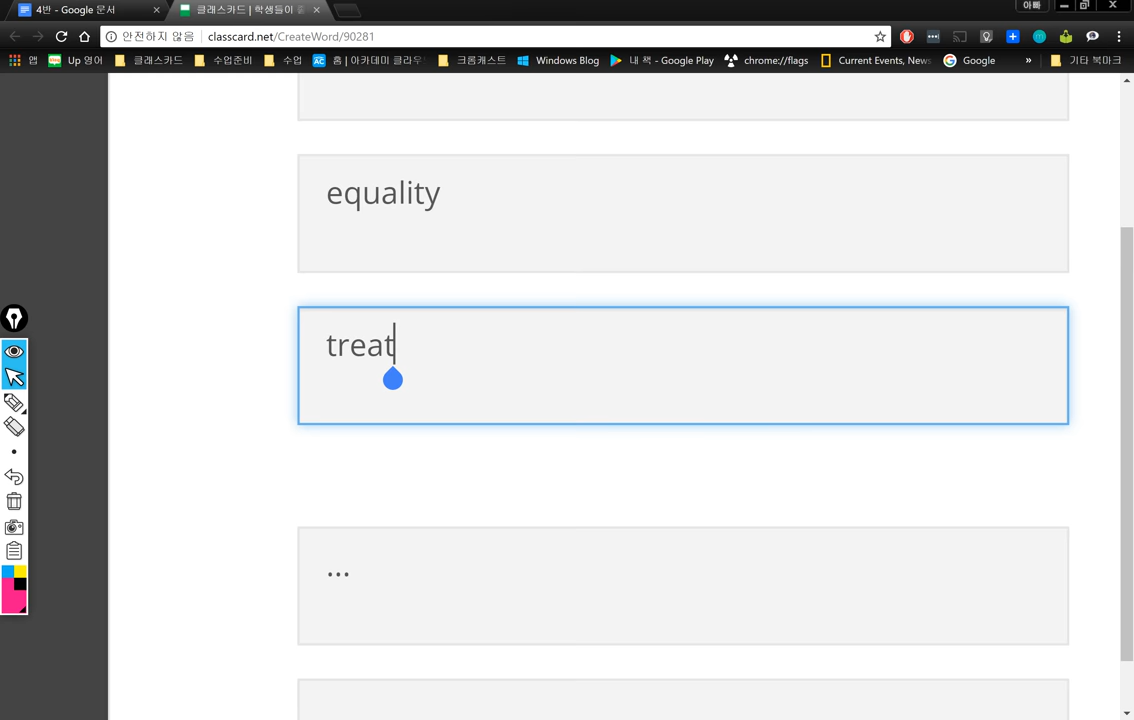 4반 - Google 문서
클래스카드 | 학생들이 좋
아빠
안전하지 않음
classcard.net/CreateWord/90281
앱
Up 영어
클래스카드
수업준비
수업
홈 | 아카데미 클라우
크롬캐스트
Windows Blog
내 책 - Google Play
chrome://flags
Current Events, News
Google
»
기타 북마크
equality
treat
...